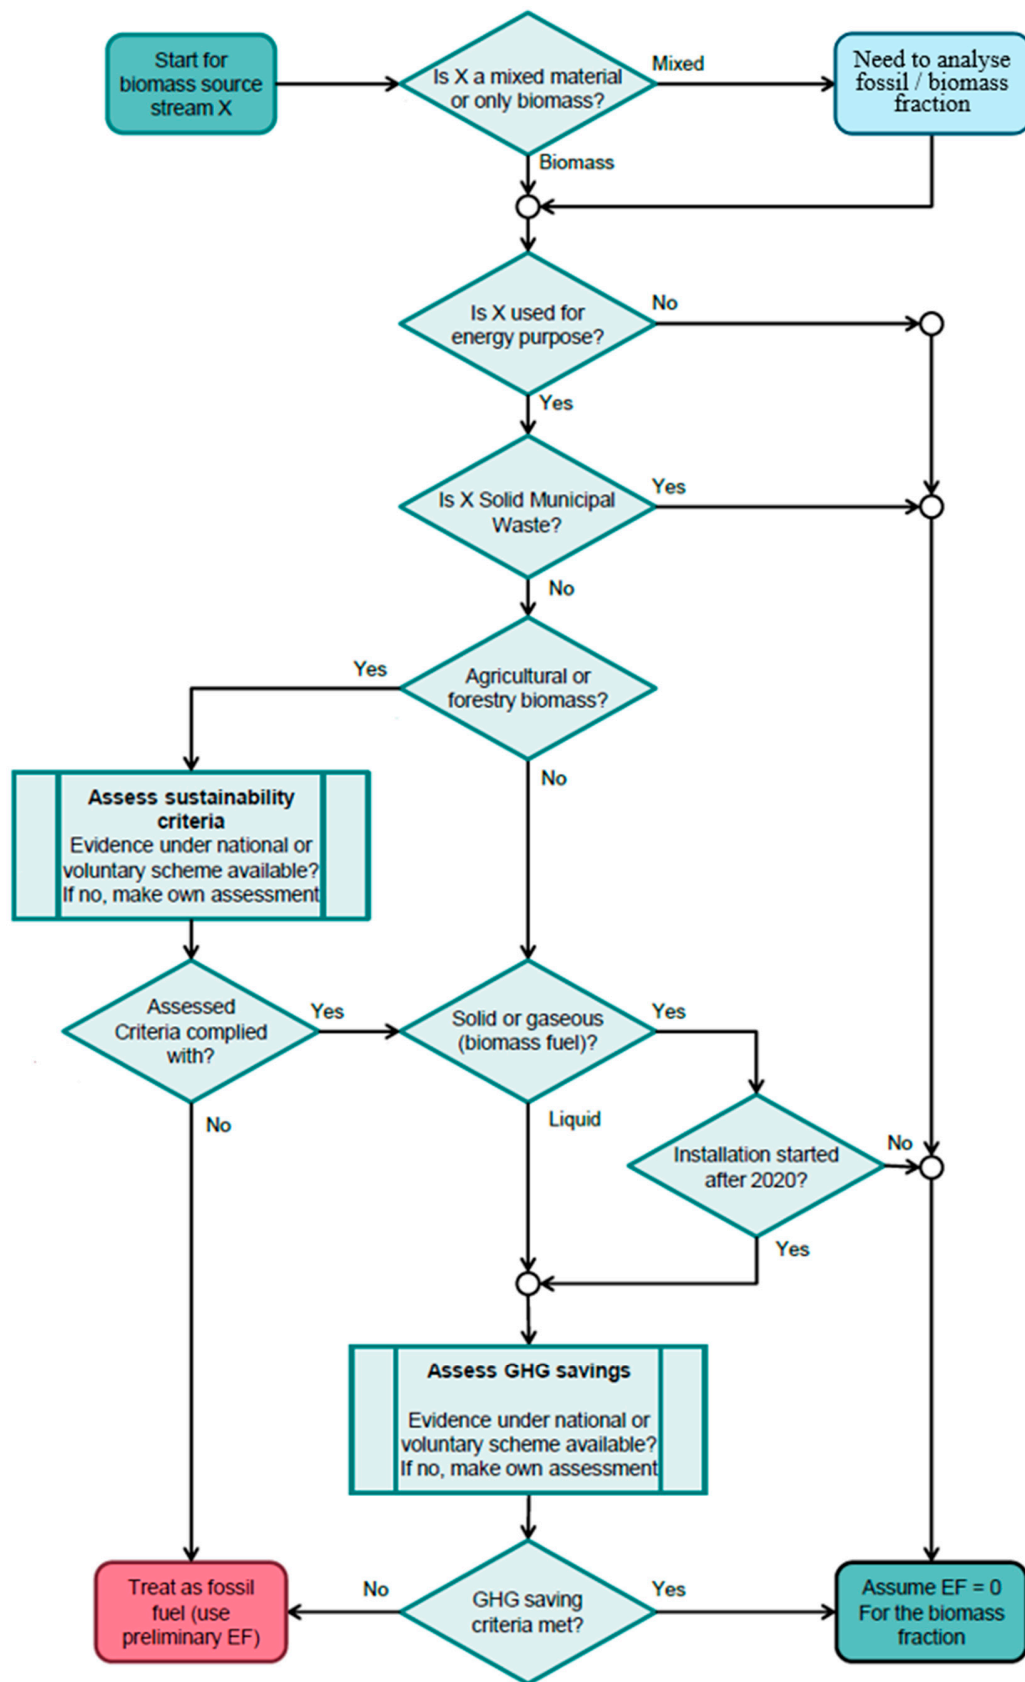 Start for
biomass source
stream X
Is X a mixed material
or only biomass?
Mixed
Need to analyse
fossil / biomass
fraction
Biomass
Is X used for
energy purpose?
No
Yes
Is X Solid Municipal
Waste?
Yes
No
Agricultural or
forestry biomass?
Yes
No
Assess sustainability
criteria
Evidence under national or
voluntary scheme available?
If no, make own assessment
Assessed
Criteria complied
with?
Yes
No
Solid or gaseous
(biomass fuel)?
Yes
Liquid
Installation started
after 2020?
No
Yes
Assess GHG savings
Evidence under national or
voluntary scheme available?
If no, make own assessment
GHG saving
criteria met?
No
Yes
Treat as fossil
fuel (use
preliminary EF)
Assume EF = 0
For the biomass
fraction